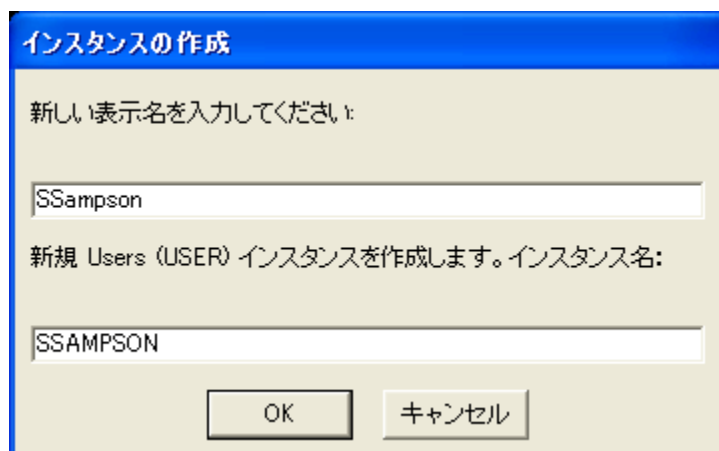 インスタンスの作成
新しい表示名を入力してください:
SSampson
新規 Users (USER) インスタンスを作成します。インスタンス名:
SSAMPSON
OK
キャンセル